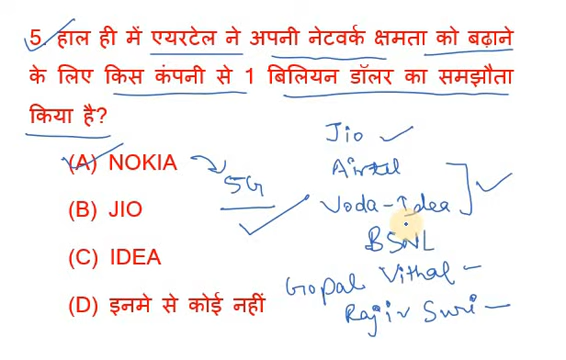 5. हाल ही में एयरटेल ने अपनी नेटवर्क क्षमता को बढ़ाने
के लिए किस कंपनी से 1 बिलियन डॉलर का समझौता
किया है?
Jio
(A) NOKIA
5G
Airtel
(B) JIO
Voda-Idea
BSNL
(C) IDEA
Gopal Vithal -
(D) इनमे से कोई नहीं
Rajiv Suri -